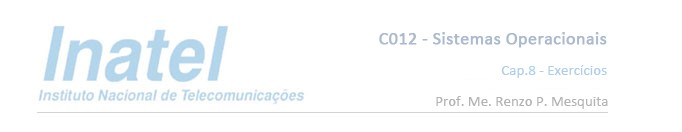 Inatel
Instituto Nacional de Telecomunicações
C012 - Sistemas Operacionais
Cap.8 - Exercícios
Prof. Me. Renzo P. Mesquita